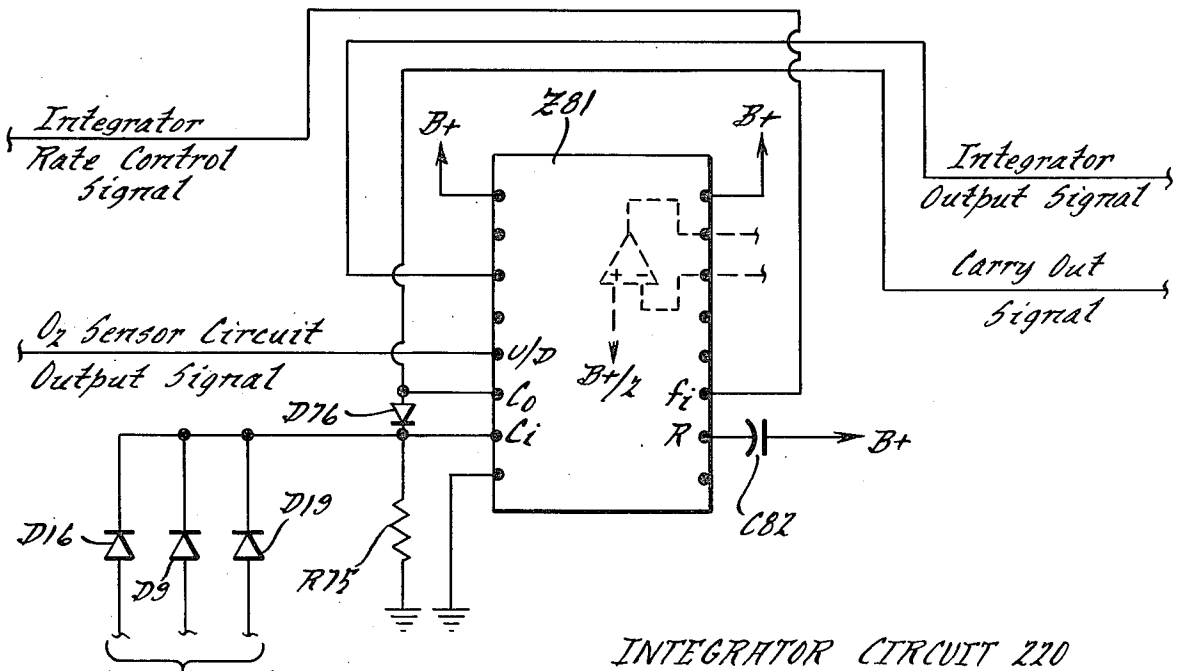 Integrator
Rate Control
Signal
B+
Z81
B+
Integrator
Output Signal
Carry Out
Signal
O2 Sensor Circuit
Output Signal
U/D
+ -
B+/2
D76
Co
fi
Ci
R
B+
C82
D16
D9
D19
R75
INTEGRATOR CIRCUIT 220